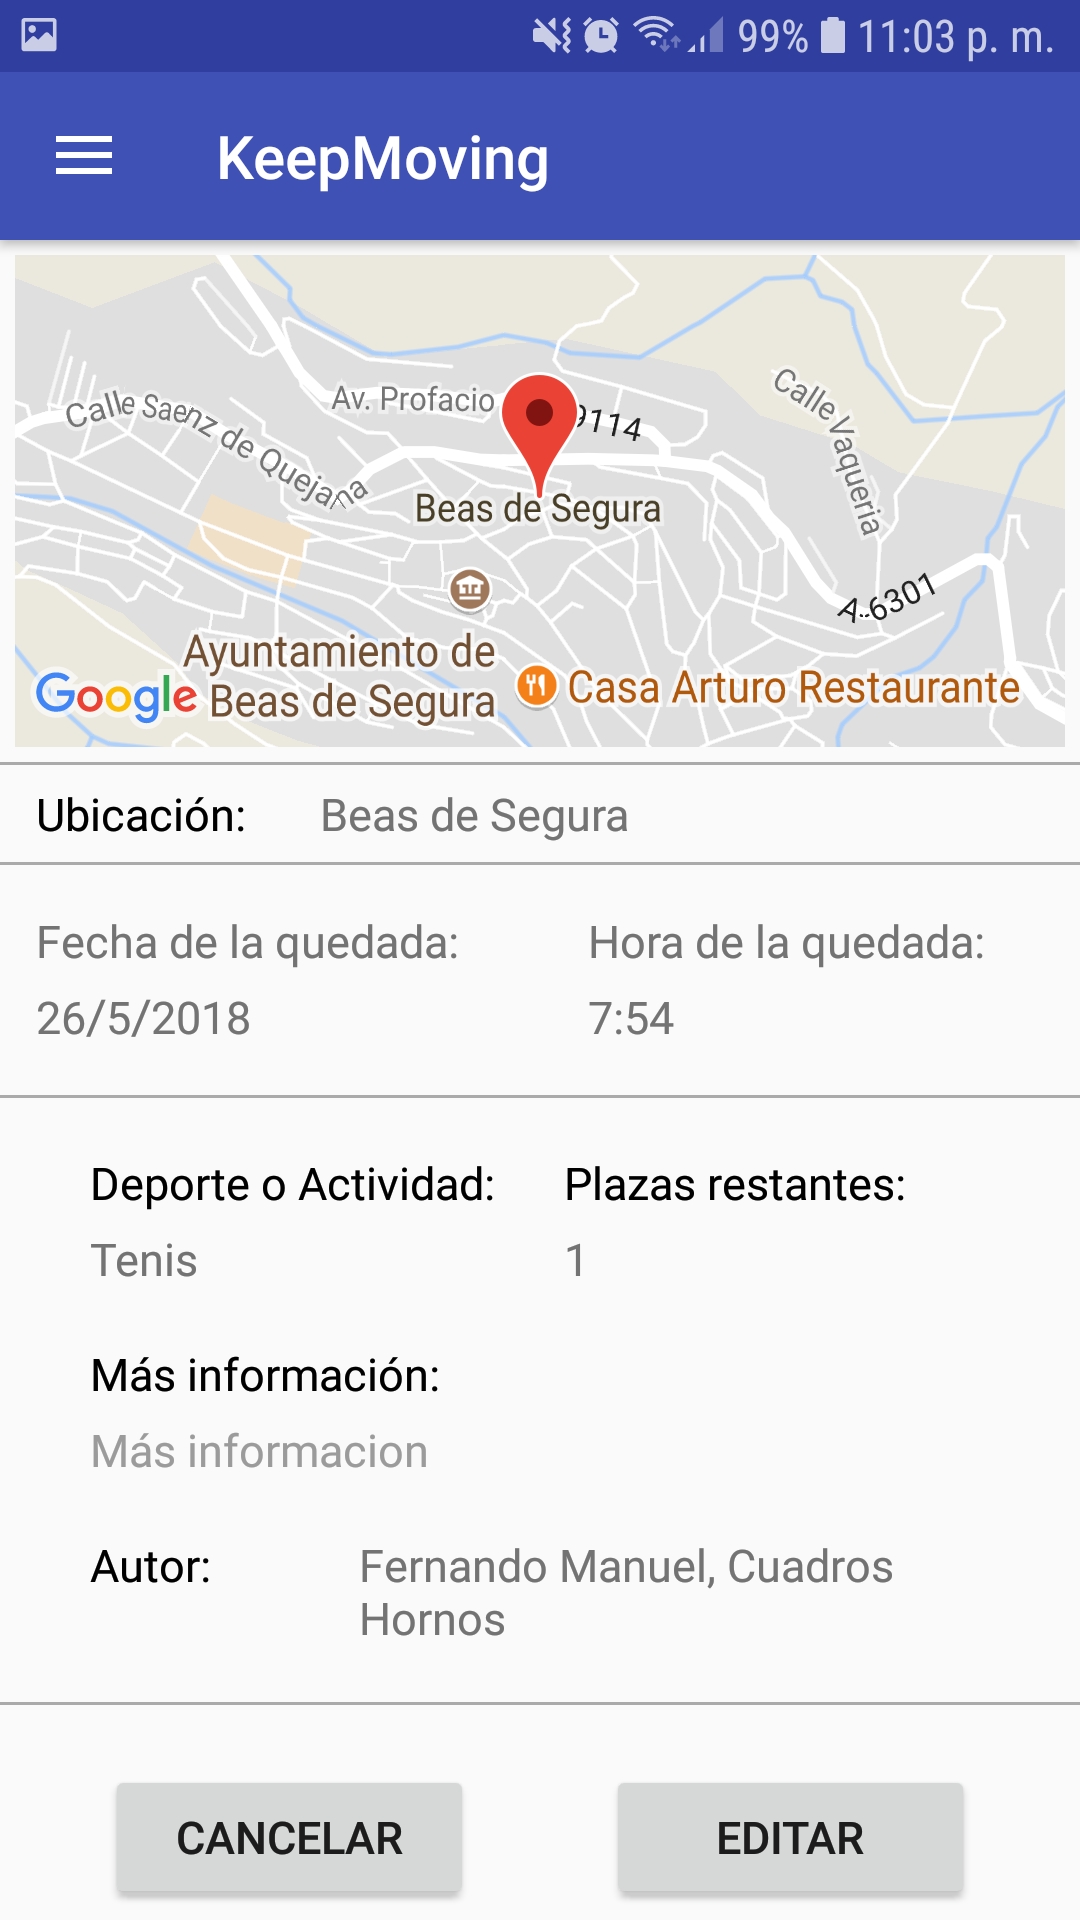 99% 11:03 p. m.
KeepMoving
Calle Saenz de Quejana
Av. Profacio
9114
Calle Vaqueria
Beas de Segura
A-6301
Ayuntamiento de
Beas de Segura
Google
Casa Arturo Restaurante
Ubicación: Beas de Segura
Fecha de la quedada: Hora de la quedada:
26/5/2018 7:54
Deporte o Actividad: Plazas restantes:
Tenis 1
Más información:
Más informacion
Autor: Fernando Manuel, Cuadros
Hornos
CANCELAR EDITAR